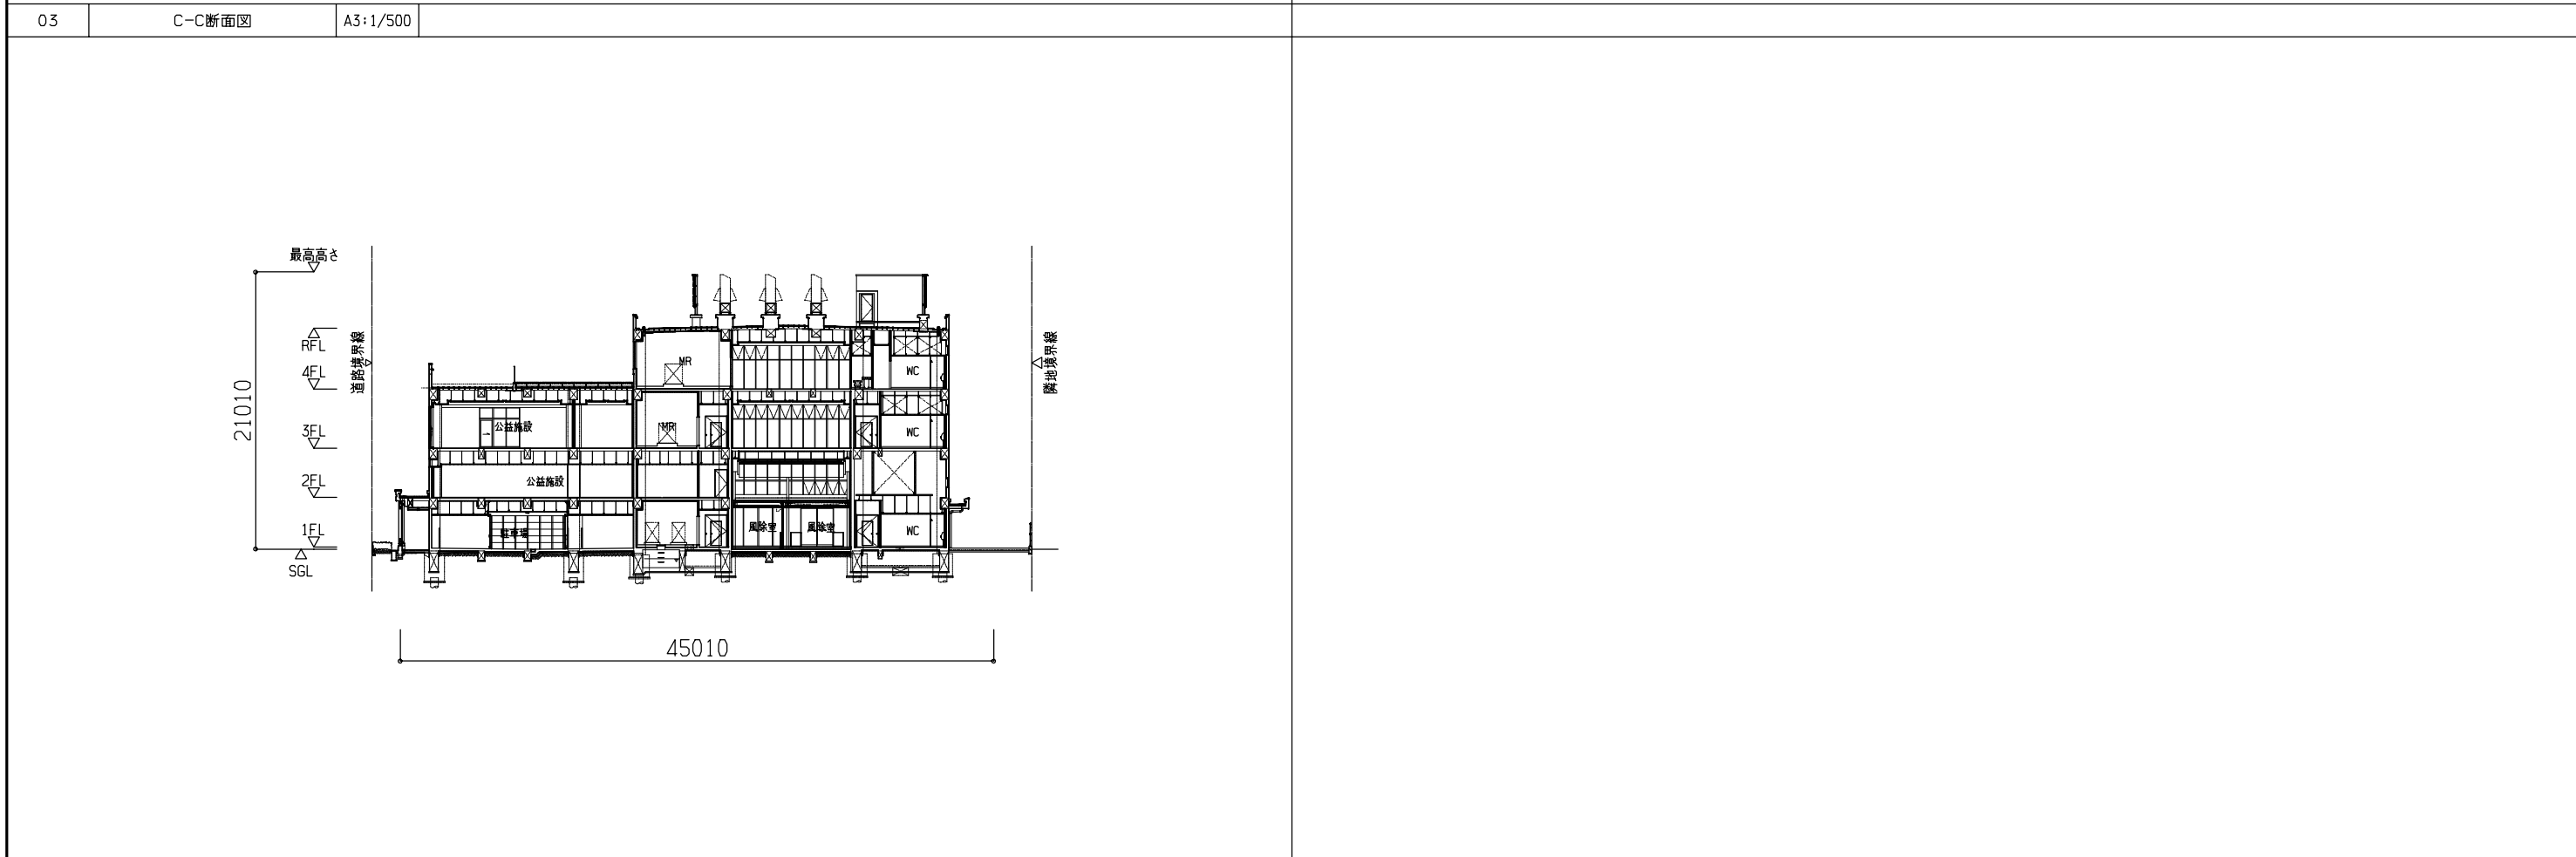 03
C-C断面図
A3:1/500
最高高さ
RFL
4FL
3FL
2FL
1FL
SGL
21010
道路境界線
隣地境界線
MR
WC
公益施設
MR
WC
公益施設
駐車場
風除室
風除室
WC
45010